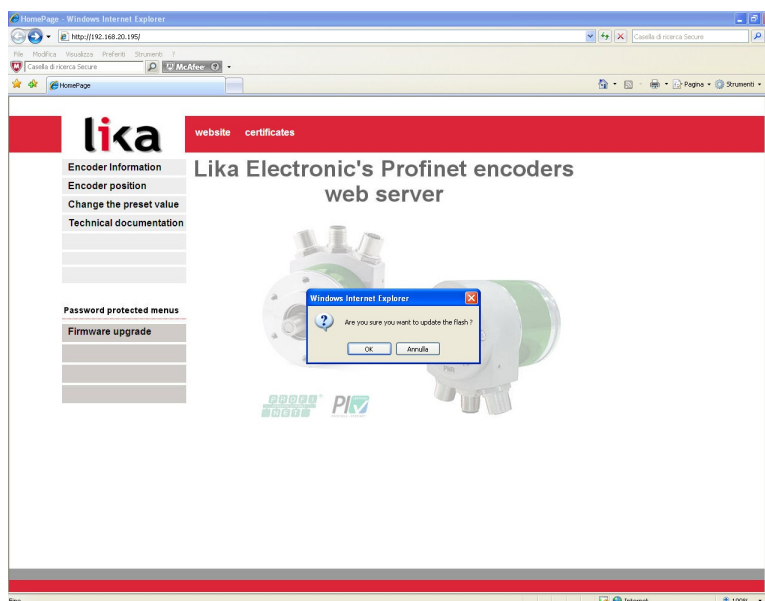 HomePage - Windows Internet Explorer
http://192.168.20.195/
Casella di ricerca Secure
File Modifica Visualizza Preferiti Strumenti ?
Casella di ricerca Secure
McAfee
HomePage
Pagina
Strumenti
lika
website certificates
Encoder Information
Encoder position
Change the preset value
Technical documentation
Lika Electronic's Profinet encoders
web server
Password protected menus
Firmware upgrade
Windows Internet Explorer
Are you sure you want to update the flash ?
OK Annulla
PWR
PROFI
NET
PI
Fine
Internet
100%